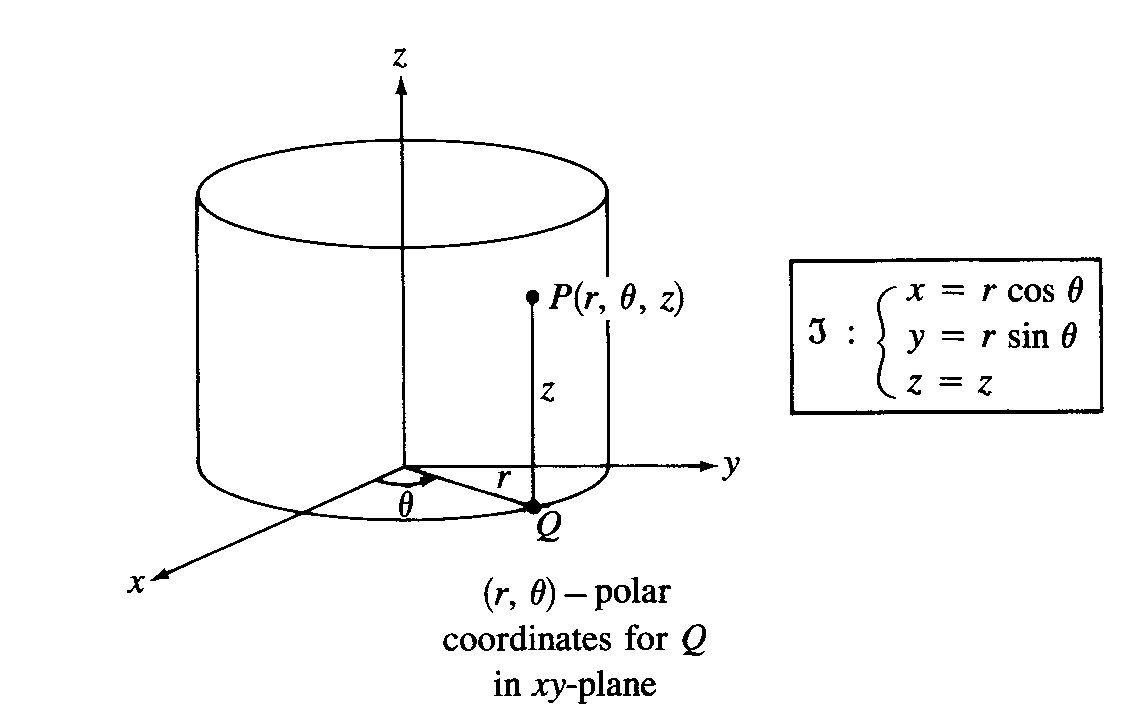 z
P(r, θ, z)
z
y
r
θ
Q
x
ℑ : { x = r cos θ
y = r sin θ
z = z
(r, θ) – polar
coordinates for Q
in xy-plane